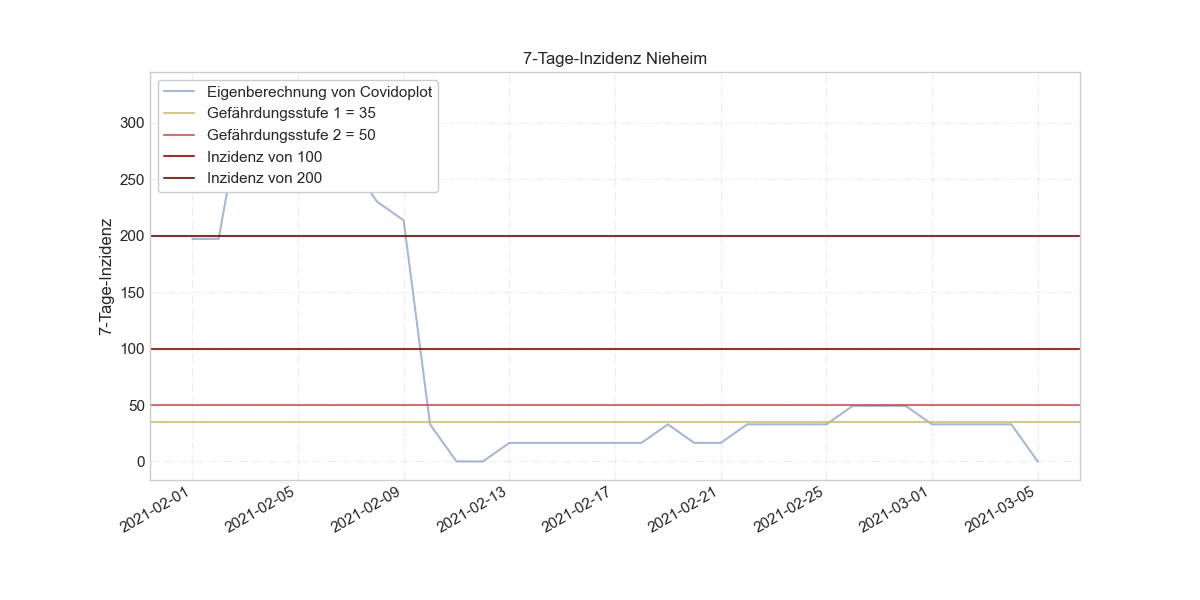 7-Tage-Inzidenz Nieheim
Eigenberechnung von Covidoplot
Gefährdungsstufe 1 = 35
Gefährdungsstufe 2 = 50
Inzidenz von 100
Inzidenz von 200
7-Tage-Inzidenz
300
250
200
150
100
50
0
2021-02-01
2021-02-05
2021-02-09
2021-02-13
2021-02-17
2021-02-21
2021-02-25
2021-03-01
2021-03-05